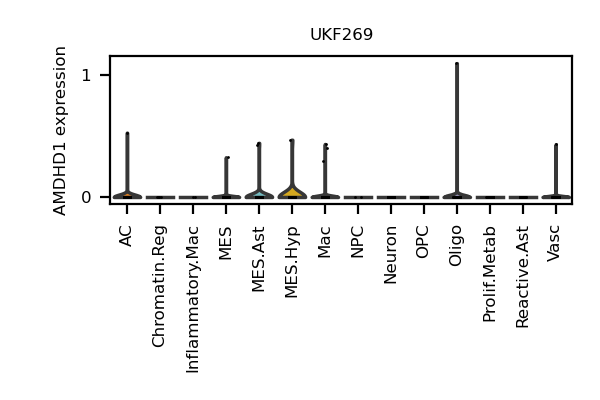 UKF269
AMDHD1 expression
1
0
AC
Chromatin.Reg
Inflammatory.Mac
MES
MES.Ast
MES.Hyp
Mac
NPC
Neuron
OPC
Oligo
Prolif.Metab
Reactive.Ast
Vasc